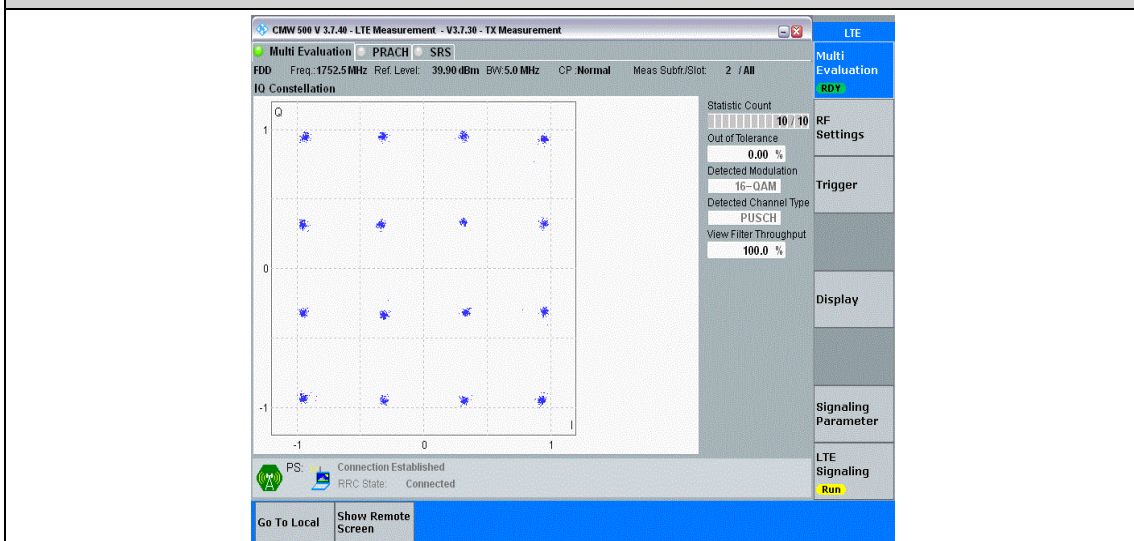 CMW 500 V 3.7.40 - LTE Measurement - V3.7.30 - TX Measurement
LTE
Multi Evaluation PRACH SRS
Multi
Evaluation
RDY
FDD Freq.:1752.5 MHz Ref. Level: 39.90 dBm BW:5.0 MHz CP :Normal Meas Subfr./Slot: 2 / All
IQ Constellation
Q
1
0
-1
-1 0 1
I
Statistic Count
10 / 10
Out of Tolerance
0.00 %
Detected Modulation
16-QAM
Detected Channel Type
PUSCH
View Filter Throughput
100.0 %
RF
Settings
Trigger
Display
Signaling
Parameter
LTE
Signaling
Run
PS: Connection Established
RRC State: Connected
Go To Local
Show Remote
Screen